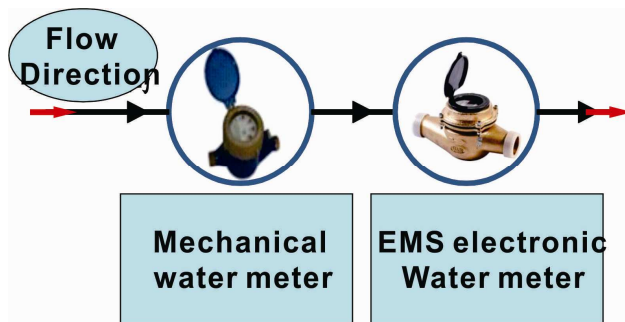 Flow
Direction
Mechanical
water meter
EMS electronic
Water meter